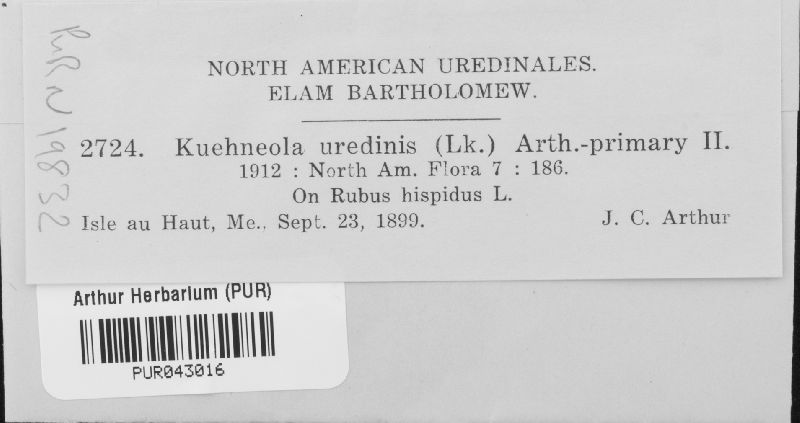 PUR N 19832
NORTH AMERICAN UREDINALES.
ELAM BARTHOLOMEW.
2724. Kuehneola uredinis (Lk.) Arth.-primary II.
1912 : North Am. Flora 7 : 186.
On Rubus hispidus L.
Isle au Haut, Me., Sept. 23, 1899. J. C. Arthur
Arthur Herbarium (PUR)
PUR043016